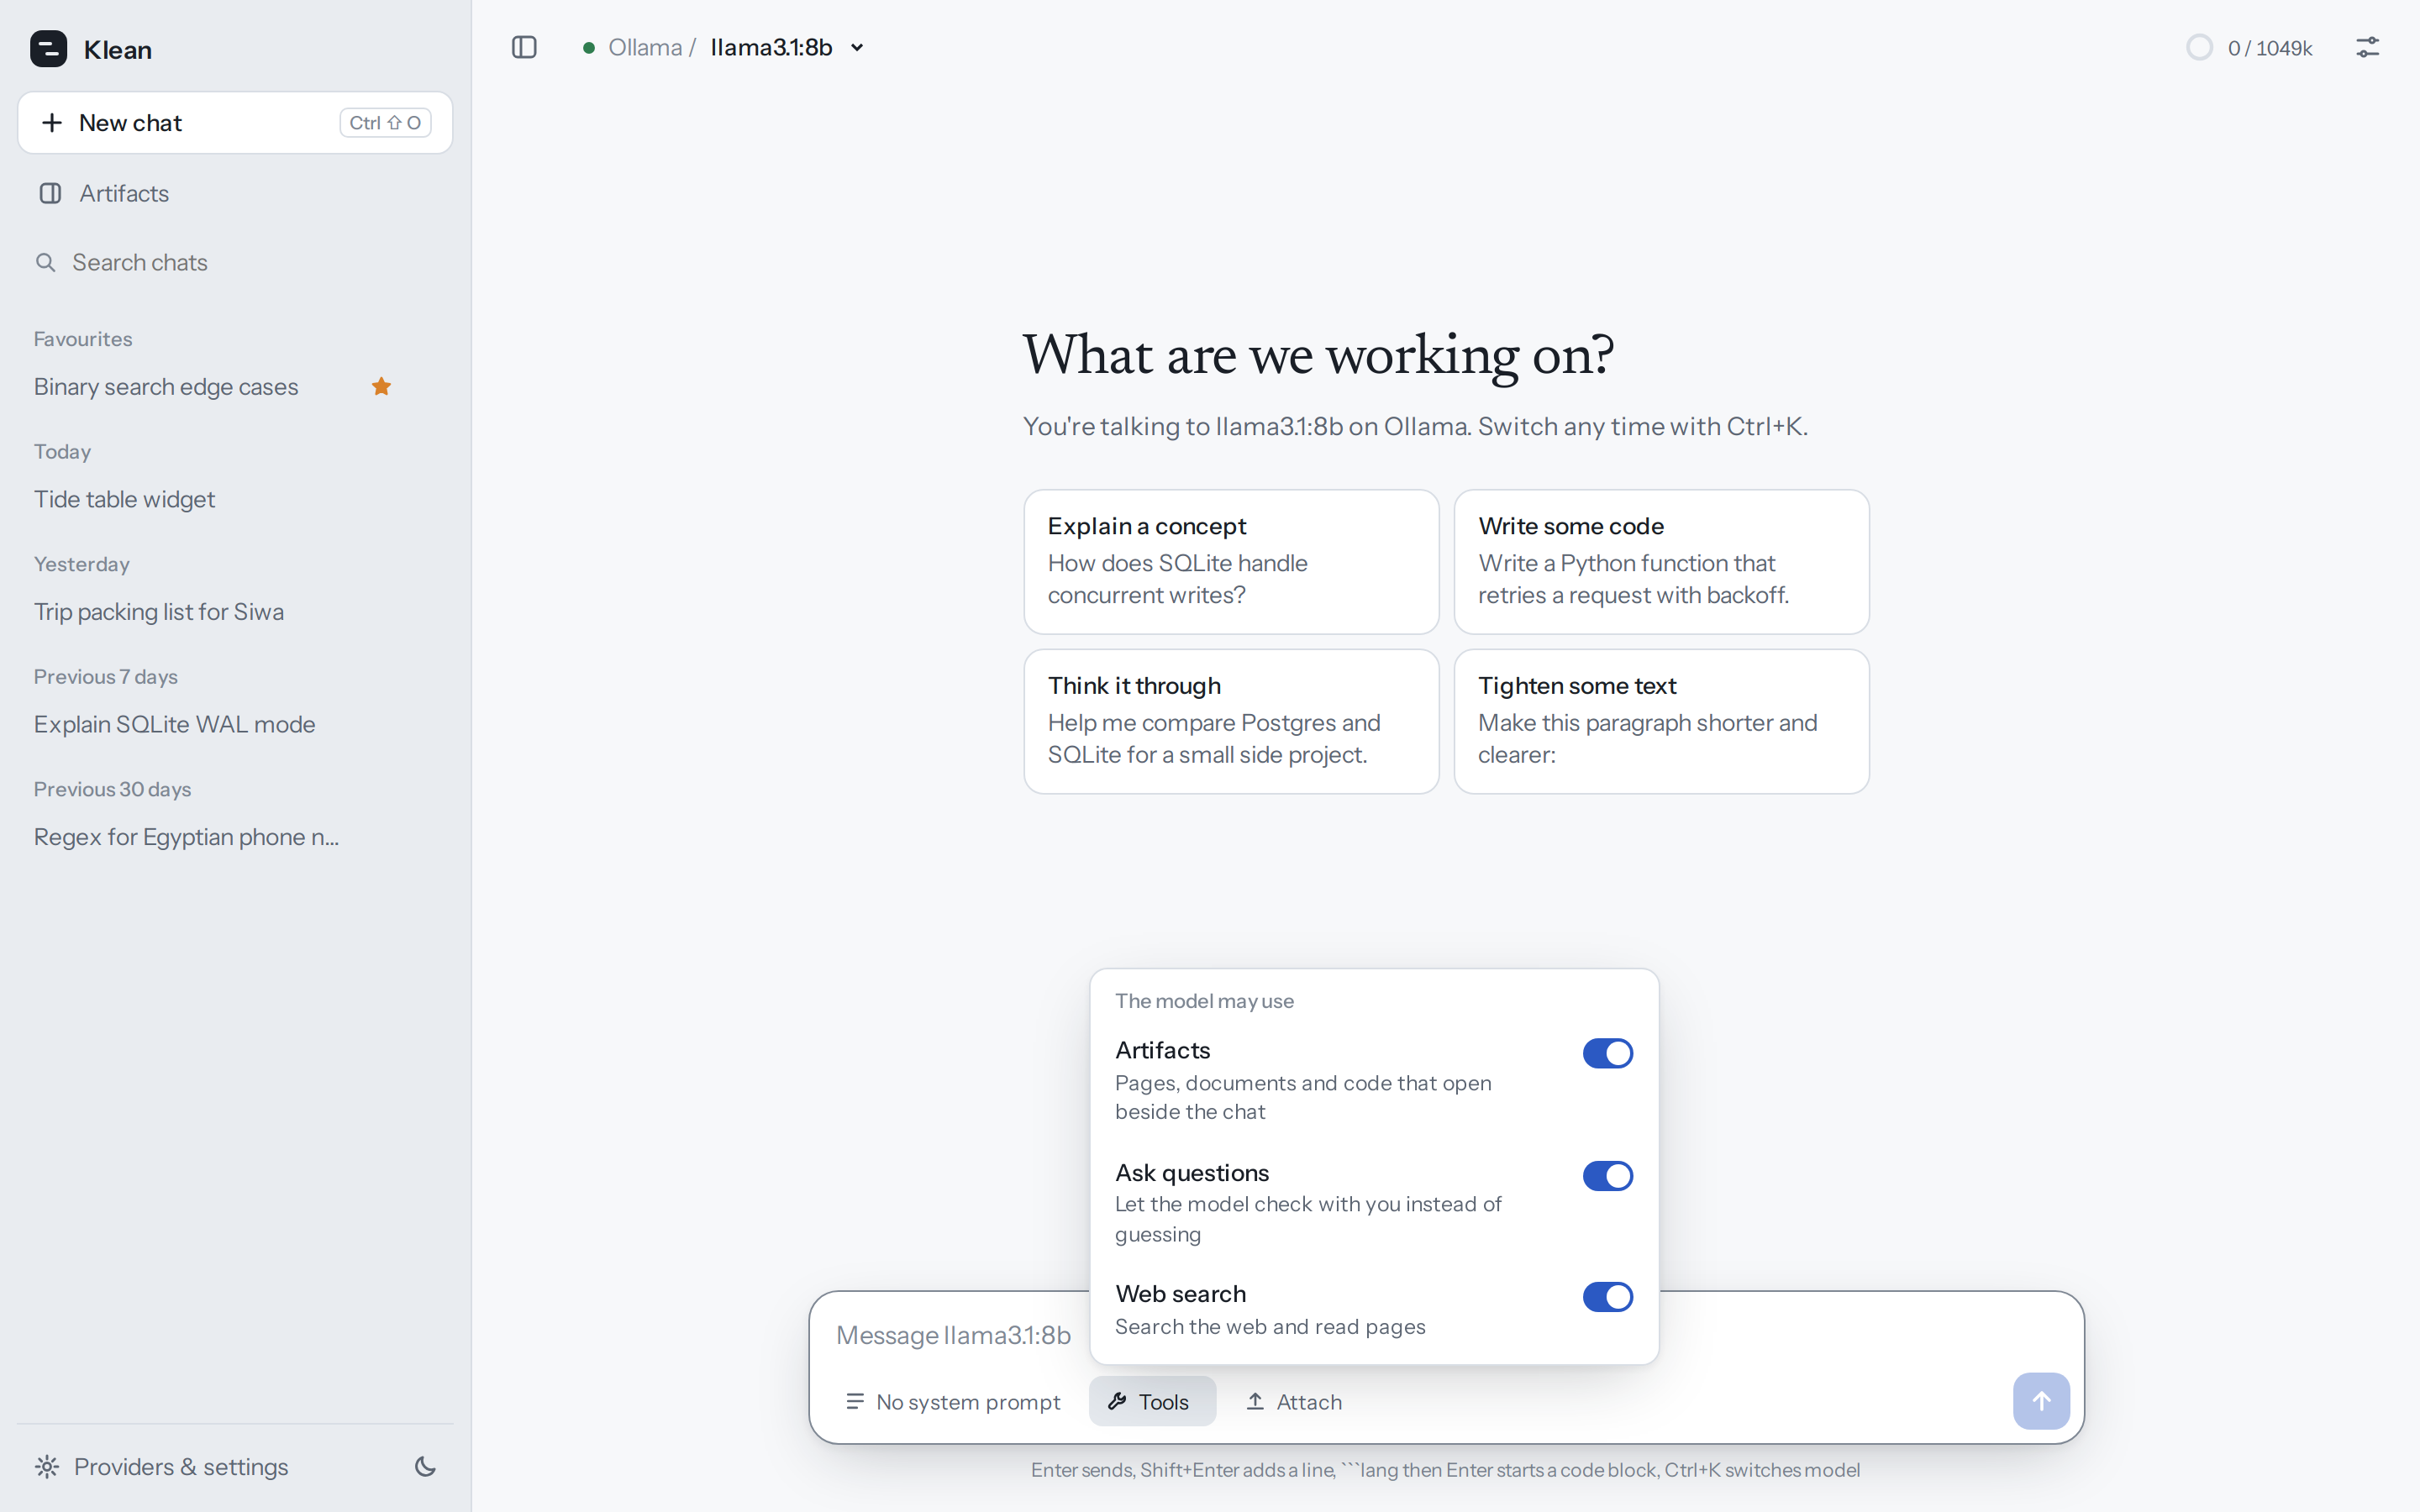 Klean
New chat
Ctrl ⇧ O
Artifacts
Search chats
Favourites
Binary search edge cases
Today
Tide table widget
Yesterday
Trip packing list for Siwa
Previous 7 days
Explain SQLite WAL mode
Previous 30 days
Regex for Egyptian phone n...
Providers & settings
Ollama / llama3.1:8b
0 / 1049k
What are we working on?
You're talking to llama3.1:8b on Ollama. Switch any time with Ctrl+K.
Explain a concept
How does SQLite handle
concurrent writes?
Write some code
Write a Python function that
retries a request with backoff.
Think it through
Help me compare Postgres and
SQLite for a small side project.
Tighten some text
Make this paragraph shorter and
clearer:
The model may use
Artifacts
Pages, documents and code that open
beside the chat
Ask questions
Let the model check with you instead of
guessing
Web search
Search the web and read pages
Message llama3.1:8b
No system prompt
Tools
Attach
Enter sends, Shift+Enter adds a line, ```lang then Enter starts a code block, Ctrl+K switches model